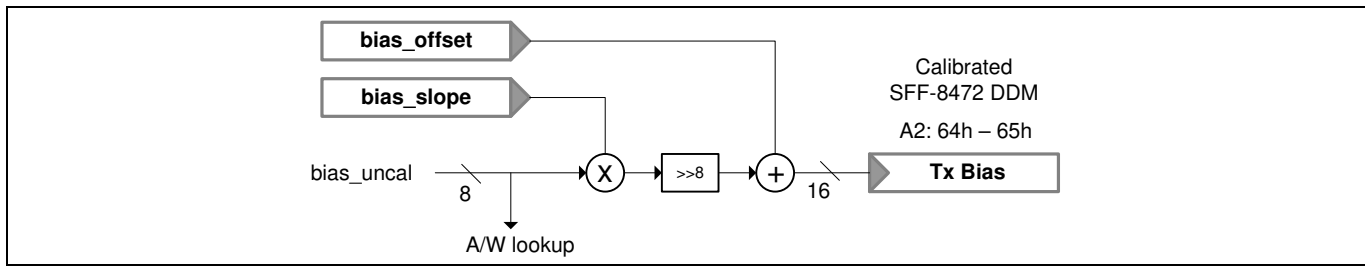 bias_offset
bias_slope
Calibrated
SFF-8472 DDM
A2: 64h – 65h
bias_uncal
8
X
>>8
+
16
Tx Bias
A/W lookup